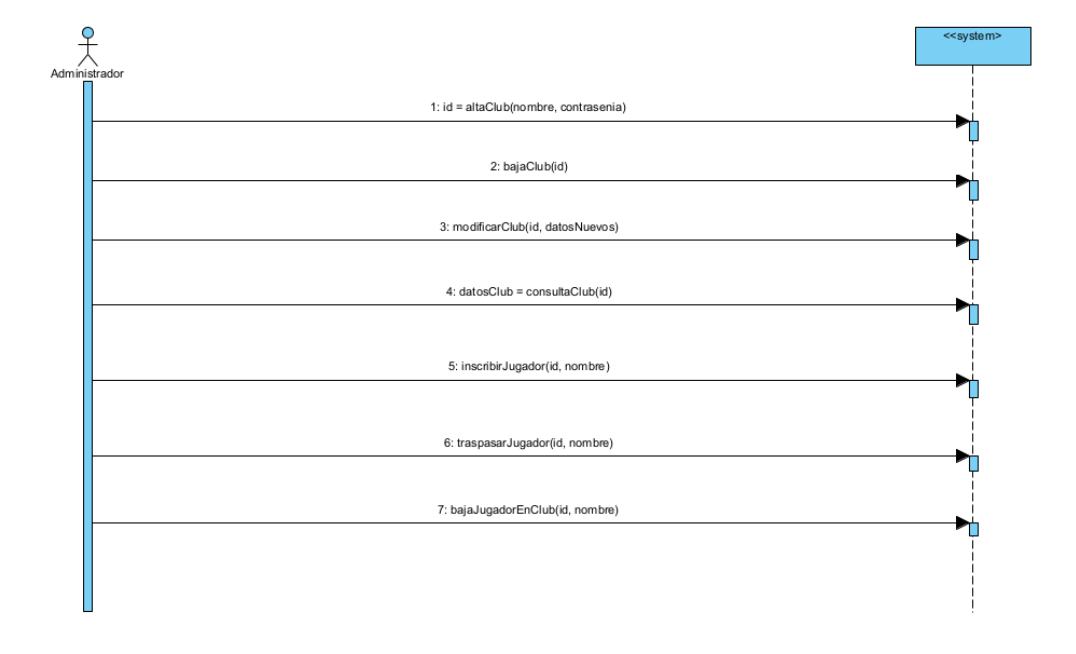 Administrador
<<system>
1: id = altaClub(nombre, contrasenia)
2: bajaClub(id)
3: modificarClub(id, datosNuevos)
4: datosClub = consultaClub(id)
5: inscribirJugador(id, nombre)
6: traspasarJugador(id, nombre)
7: bajaJugadorEnClub(id, nombre)